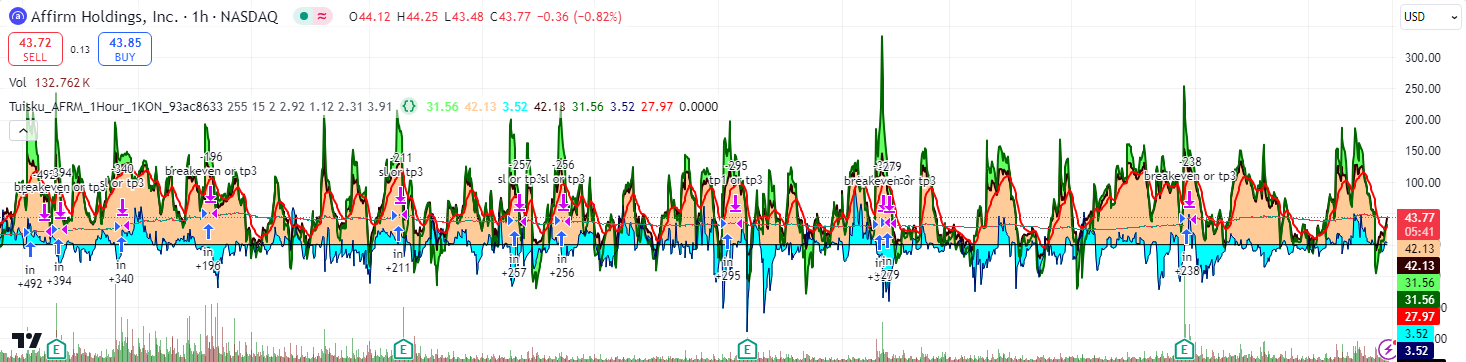 Affirm Holdings, Inc. · 1h · NASDAQ
O44.12 H44.25 L43.48 C43.77 −0.36 (−0.82%)
USD
43.72
SELL
0.13
43.85
BUY
Vol 132.762 K
Tuisku_AFRM_1Hour_1KON_93ac8633 255 15 2 2.92 1.12 2.31 3.91 31.56 42.13 3.52 42.13 31.56 3.52 27.97 0.0000
300.00
250.00
200.00
150.00
100.00
43.77
05:41
42.13
42.13
31.56
31.56
27.97
3.52
3.52
-394
breakeven or tp3
-340
sl or tp3
-196
breakeven or tp3
-211
sl or tp3
-257
sl or tp3
-256
sl or tp3
-295
tp1 or tp3
-279
breakeven or tp3
-238
breakeven or tp3
in
+492
in
+394
in
+340
in
+196
in
+211
in
+257
in
+256
in
+295
in
+279
in
+238
E
E
E
E